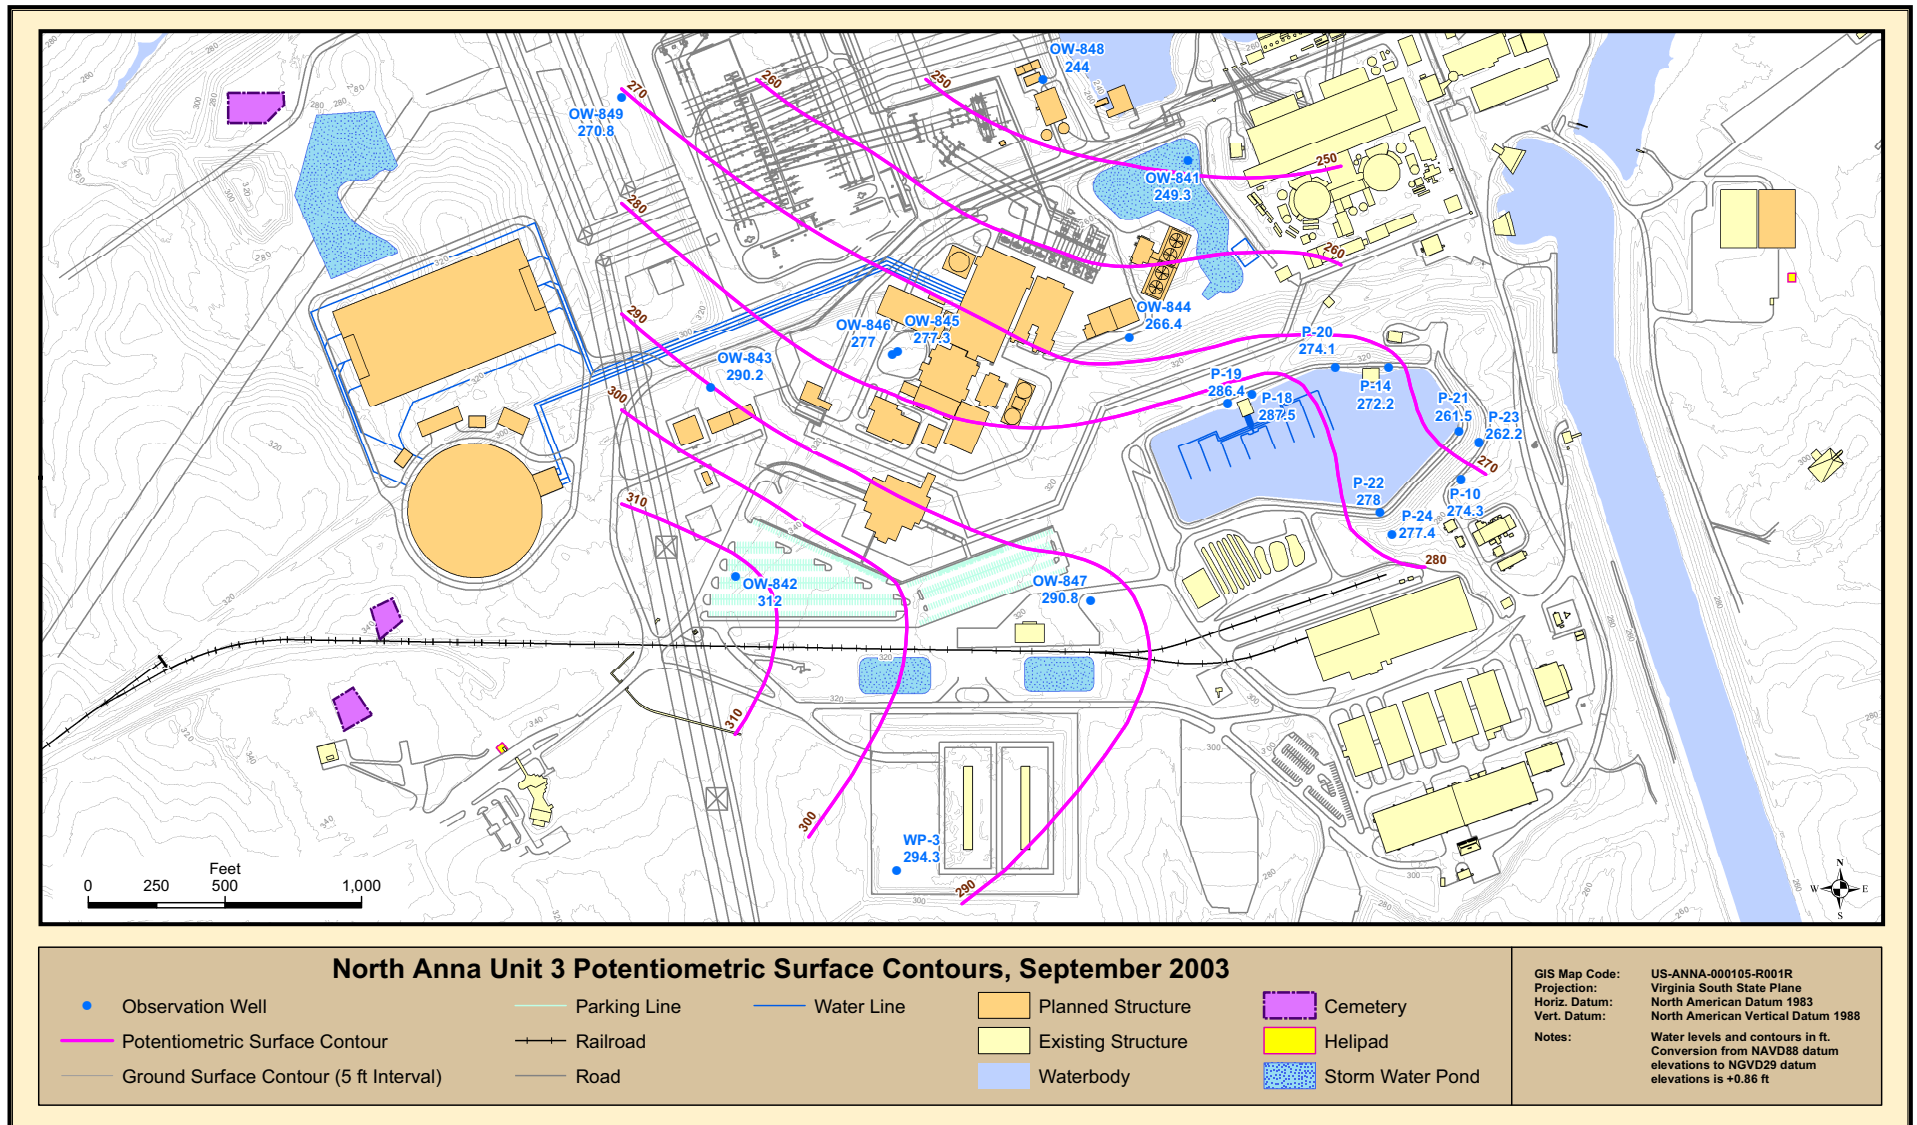 OW-848
244
OW-849
270.8
270
260
250
OW-841
249.3
250
280
260
290
OW-844
266.4
OW-846
277
OW-845
277.3
OW-843
290.2
P-20
274.1
P-19
286.4
P-18
287.5
P-14
272.2
P-21
261.5
P-23
262.2
300
270
310
P-22
278
P-10
274.3
P-24
277.4
280
OW-842
312
OW-847
290.8
310
300
WP-3
294.3
290
320
340
300
280
260
Feet
0 250 500 1,000
N
W E
S
North Anna Unit 3 Potentiometric Surface Contours, September 2003
Observation Well
Potentiometric Surface Contour
Ground Surface Contour (5 ft Interval)
Parking Line
Railroad
Road
Water Line
Planned Structure
Existing Structure
Waterbody
Cemetery
Helipad
Storm Water Pond
GIS Map Code: US-ANNA-000105-R001R
Projection: Virginia South State Plane
Horiz. Datum: North American Datum 1983
Vert. Datum: North American Vertical Datum 1988
Notes: Water levels and contours in ft.
Conversion from NAVD88 datum
elevations to NGVD29 datum
elevations is +0.86 ft